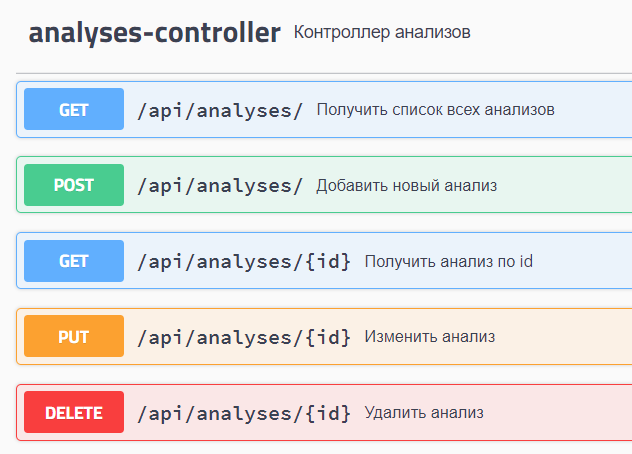 analyses-controller Контроллер анализов
GET /api/analyses/ Получить список всех анализов
POST /api/analyses/ Добавить новый анализ
GET /api/analyses/{id} Получить анализ по id
PUT /api/analyses/{id} Изменить анализ
DELETE /api/analyses/{id} Удалить анализ